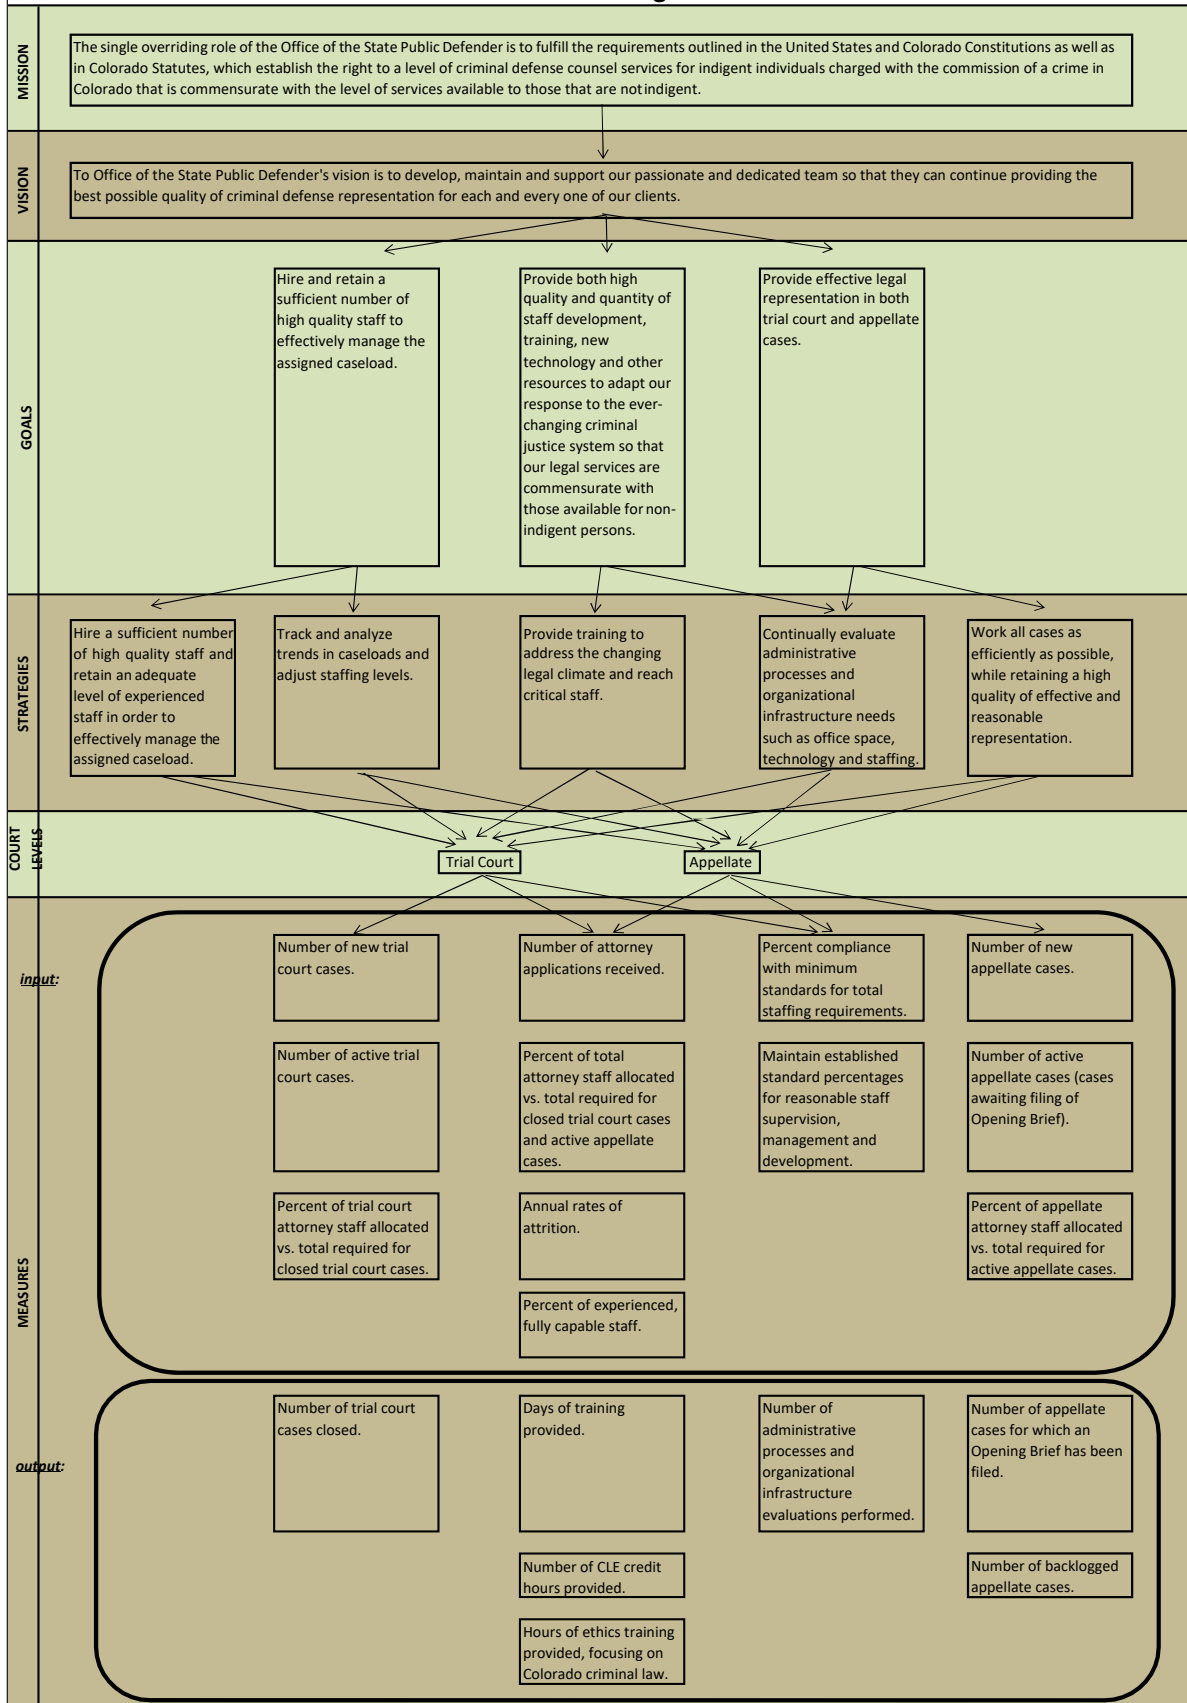 MISSION
The single overriding role of the Office of the State Public Defender is to fulfill the requirements outlined in the United States and Colorado Constitutions as well as
in Colorado Statutes, which establish the right to a level of criminal defense counsel services for indigent individuals charged with the commission of a crime in
Colorado that is commensurate with the level of services available to those that are not indigent.
VISION
To Office of the State Public Defender's vision is to develop, maintain and support our passionate and dedicated team so that they can continue providing the
best possible quality of criminal defense representation for each and every one of our clients.
GOALS
Hire and retain a
sufficient number of
high quality staff to
effectively manage the
assigned caseload.
Provide both high
quality and quantity of
staff development,
training, new
technology and other
resources to adapt our
response to the ever-
changing criminal
justice system so that
our legal services are
commensurate with
those available for non-
indigent persons.
Provide effective legal
representation in both
trial court and appellate
cases.
STRATEGIES
Hire a sufficient number
of high quality staff and
retain an adequate
level of experienced
staff in order to
effectively manage the
assigned caseload.
Track and analyze
trends in caseloads and
adjust staffing levels.
Provide training to
address the changing
legal climate and reach
critical staff.
Continually evaluate
administrative
processes and
organizational
infrastructure needs
such as office space,
technology and staffing.
Work all cases as
efficiently as possible,
while retaining a high
quality of effective and
reasonable
representation.
COURT
LEVELS
Trial Court
Appellate
MEASURES
input:
Number of new trial
court cases.
Number of attorney
applications received.
Percent compliance
with minimum
standards for total
staffing requirements.
Number of new
appellate cases.
Number of active trial
court cases.
Percent of total
attorney staff allocated
vs. total required for
closed trial court cases
and active appellate
cases.
Maintain established
standard percentages
for reasonable staff
supervision,
management and
development.
Number of active
appellate cases (cases
awaiting filing of
Opening Brief).
Percent of trial court
attorney staff allocated
vs. total required for
closed trial court cases.
Annual rates of
attrition.
Percent of appellate
attorney staff allocated
vs. total required for
active appellate cases.
Percent of experienced,
fully capable staff.
output:
Number of trial court
cases closed.
Days of training
provided.
Number of
administrative
processes and
organizational
infrastructure
evaluations performed.
Number of appellate
cases for which an
Opening Brief has been
filed.
Number of CLE credit
hours provided.
Number of backlogged
appellate cases.
Hours of ethics training
provided, focusing on
Colorado criminal law.